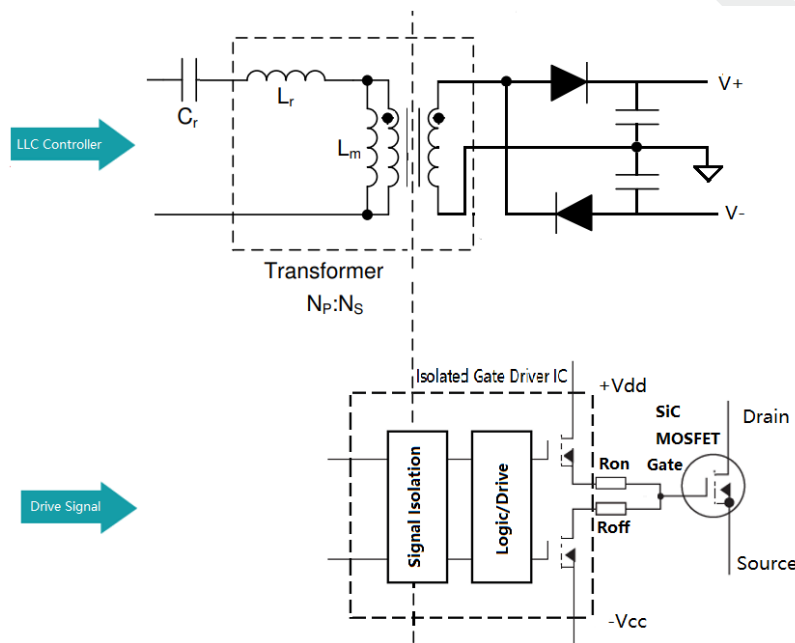 LLC Controller
Cr
Lr
Lm
V+
V-
Transformer
NP:NS
Isolated Gate Driver IC
+Vdd
SiC
MOSFET
Gate
Drain
Drive Signal
Signal Isolation
Logic/Drive
Ron
Roff
Source
-Vcc